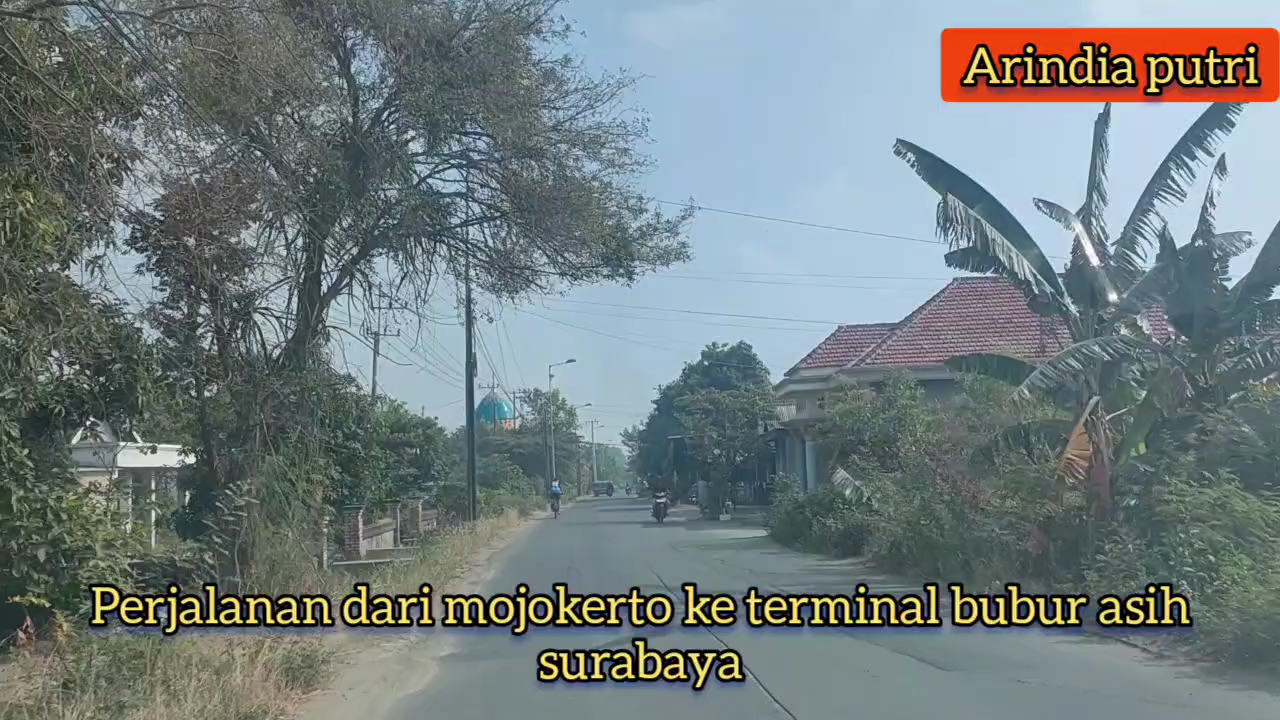 Arindia putri
Perjalanan dari mojokerto ke terminal bubur asih
surabaya